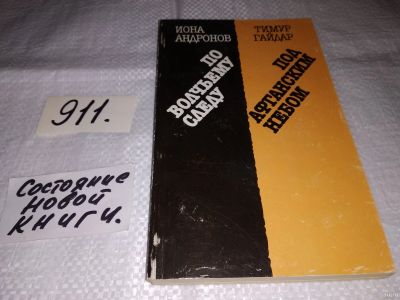 ИОНА
АНДРОНОВ
ПО
ВОЛЧЬЕМУ
СЛЕДУ
ТИМУР
ГАЙДАР
ПОД
АФГАНСКИМ
НЕБОМ
911.
Состояние
новой
книги.